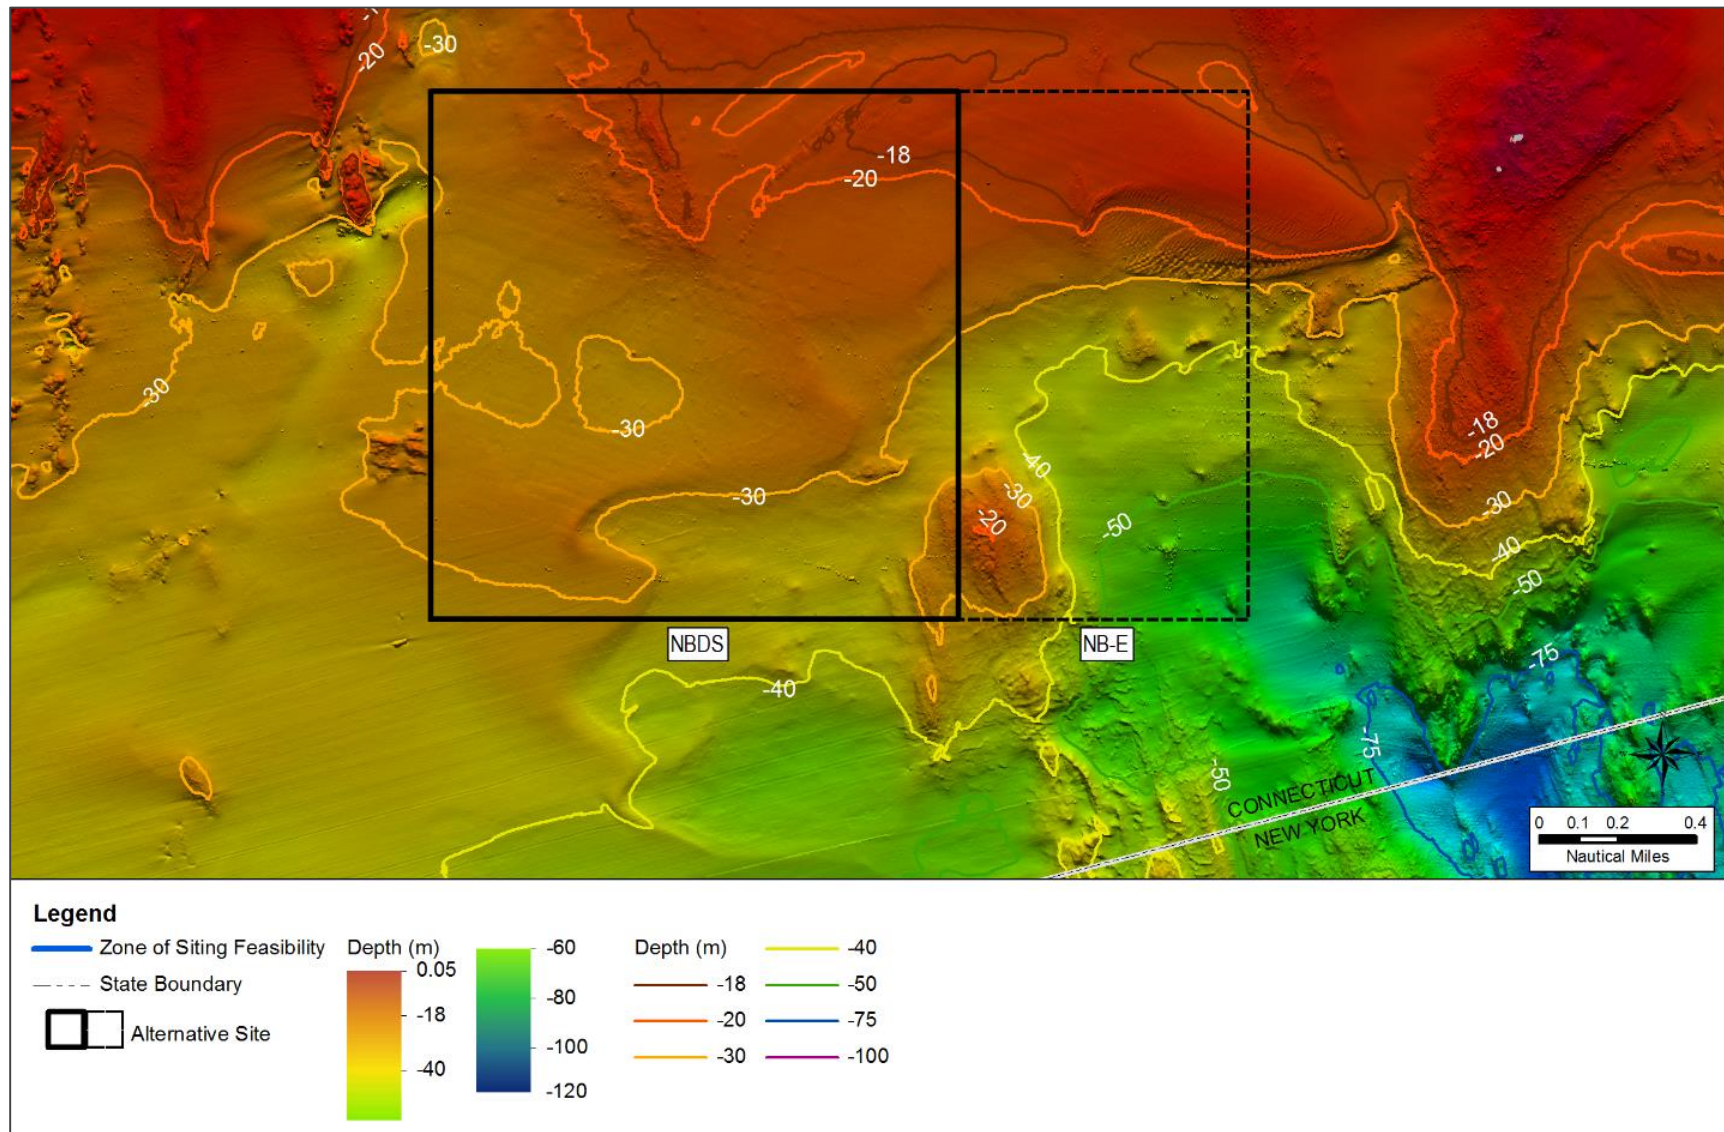 -1
-20
-30
-18
-20
-30
-30
-30
-40
-30
-20
-50
-18
-20
-30
-40
-50
NBDS
NB-E
-40
-75
-75
-50
CONNECTICUT
NEW YORK
0 0.1 0.2 0.4
Nautical Miles
Legend
Zone of Siting Feasibility
State Boundary
Alternative Site
Depth (m)
0.05
-18
-40
-60
-80
-100
-120
Depth (m)
-18
-20
-30
-40
-50
-75
-100